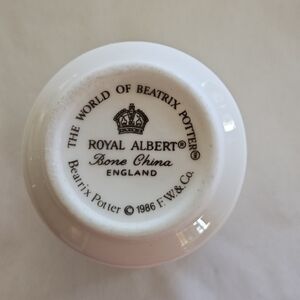 THE WORLD OF BEATRIX POTTER®
ROYAL ALBERT®
Bone China
ENGLAND
Beatrix Potter © 1986 F.W. & Co.